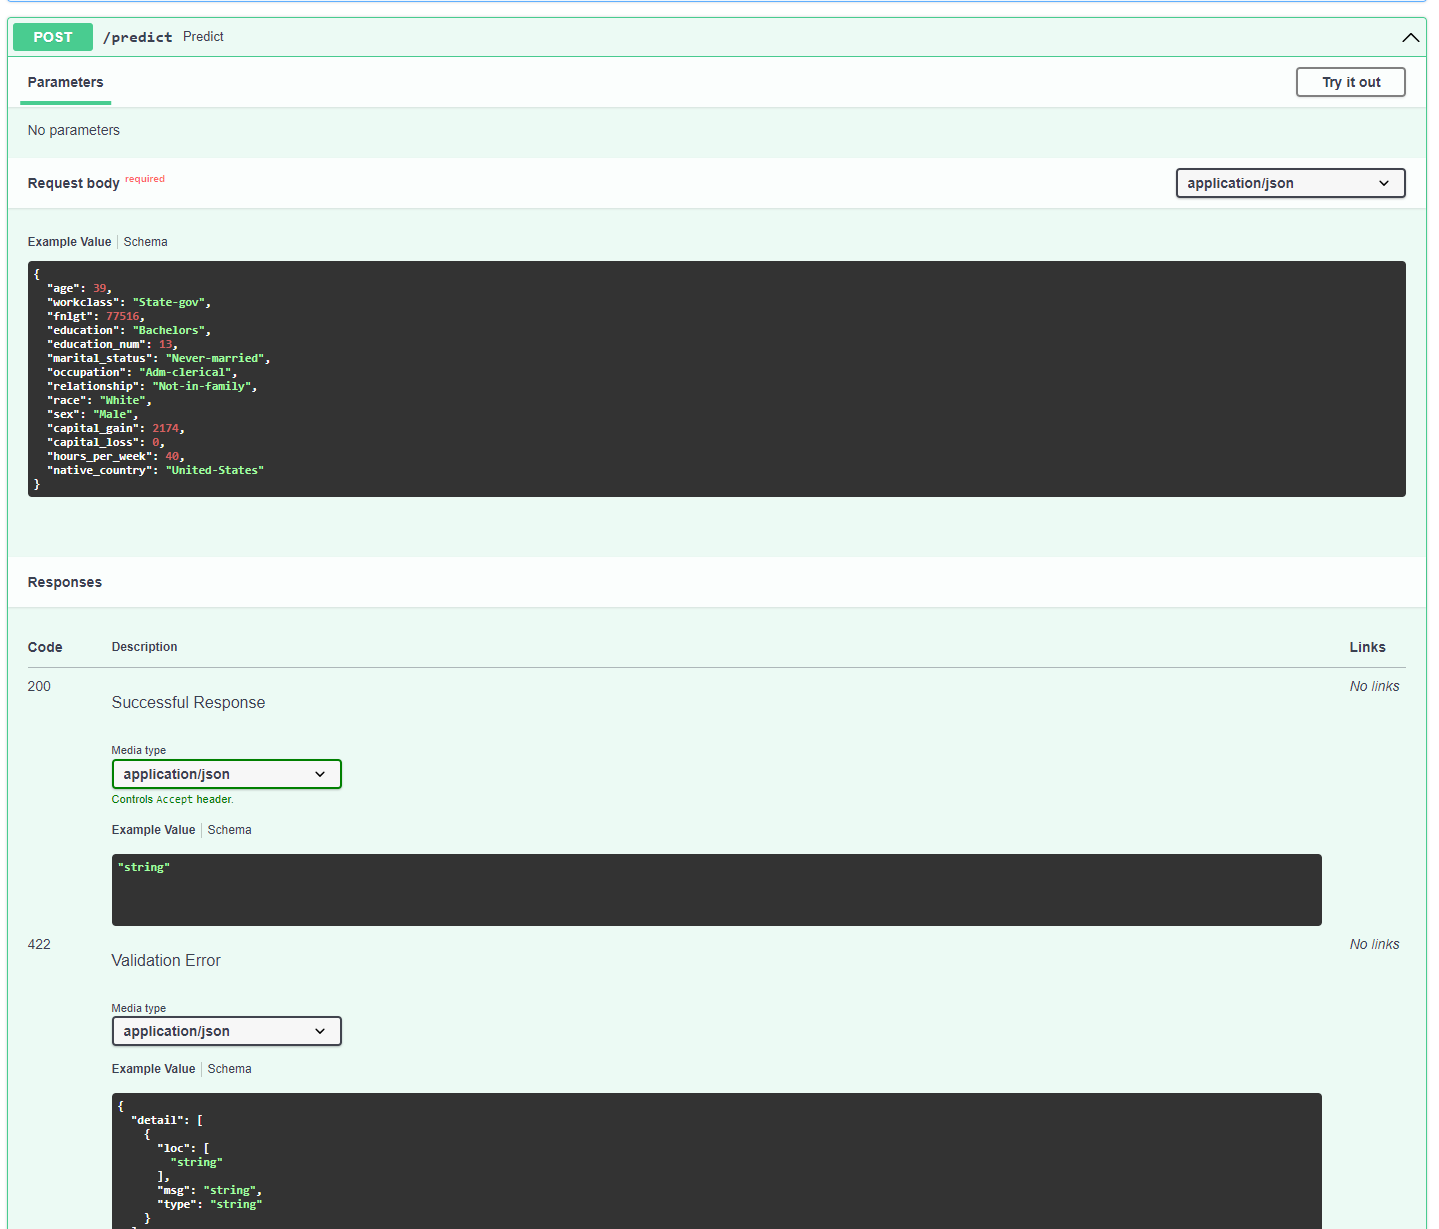 POST /predict Predict
Parameters
Try it out
No parameters
Request body required
application/json
Example Value Schema
{
  "age": 39,
  "workclass": "State-gov",
  "fnlgt": 77516,
  "education": "Bachelors",
  "education_num": 13,
  "marital_status": "Never-married",
  "occupation": "Adm-clerical",
  "relationship": "Not-in-family",
  "race": "White",
  "sex": "Male",
  "capital_gain": 2174,
  "capital_loss": 0,
  "hours_per_week": 40,
  "native_country": "United-States"
}
Responses
Code Description Links
200 Successful Response No links
Media type
application/json
Controls Accept header.
Example Value Schema
"string"
422 Validation Error No links
Media type
application/json
Example Value Schema
{
  "detail": [
    {
      "loc": [
        "string"
      ],
      "msg": "string",
      "type": "string"
    }